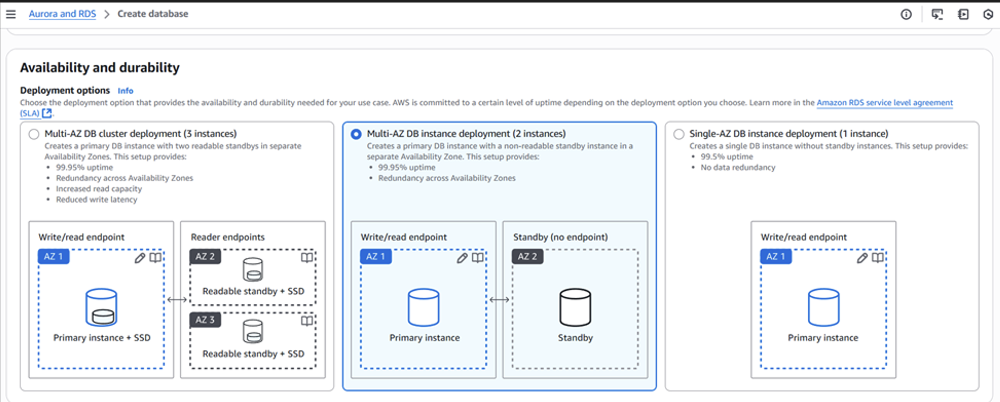 Aurora and RDS > Create database
Availability and durability
Deployment options Info
Choose the deployment option that provides the availability and durability needed for your use case. AWS is committed to a certain level of uptime depending on the deployment option you choose. Learn more in the Amazon RDS service level agreement
(SLA).
Multi-AZ DB cluster deployment (3 instances)
Creates a primary DB instance with two readable standbys in separate
Availability Zones. This setup provides:
• 99.95% uptime
• Redundancy across Availability Zones
• Increased read capacity
• Reduced write latency
Write/read endpoint
AZ 1
Primary instance + SSD
Reader endpoints
AZ 2
Readable standby + SSD
AZ 3
Readable standby + SSD
Multi-AZ DB instance deployment (2 instances)
Creates a primary DB instance with a non-readable standby instance in a
separate Availability Zone. This setup provides:
• 99.95% uptime
• Redundancy across Availability Zones
Write/read endpoint
AZ 1
Primary instance
Standby (no endpoint)
AZ 2
Standby
Single-AZ DB instance deployment (1 instance)
Creates a single DB instance without standby instances. This setup provides:
• 99.5% uptime
• No data redundancy
Write/read endpoint
AZ 1
Primary instance